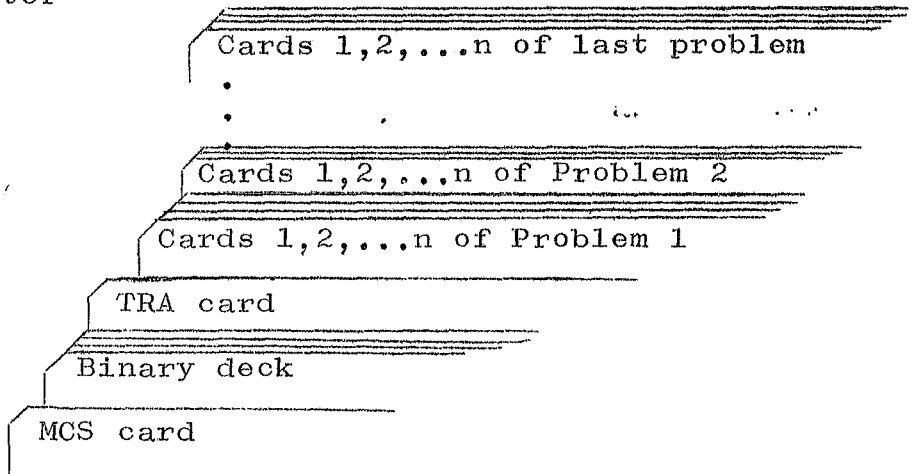 Cards 1,2,...n of last problem
.
.
.
Cards 1,2,...n of Problem 2
Cards 1,2,...n of Problem 1
TRA card
Binary deck
MCS card